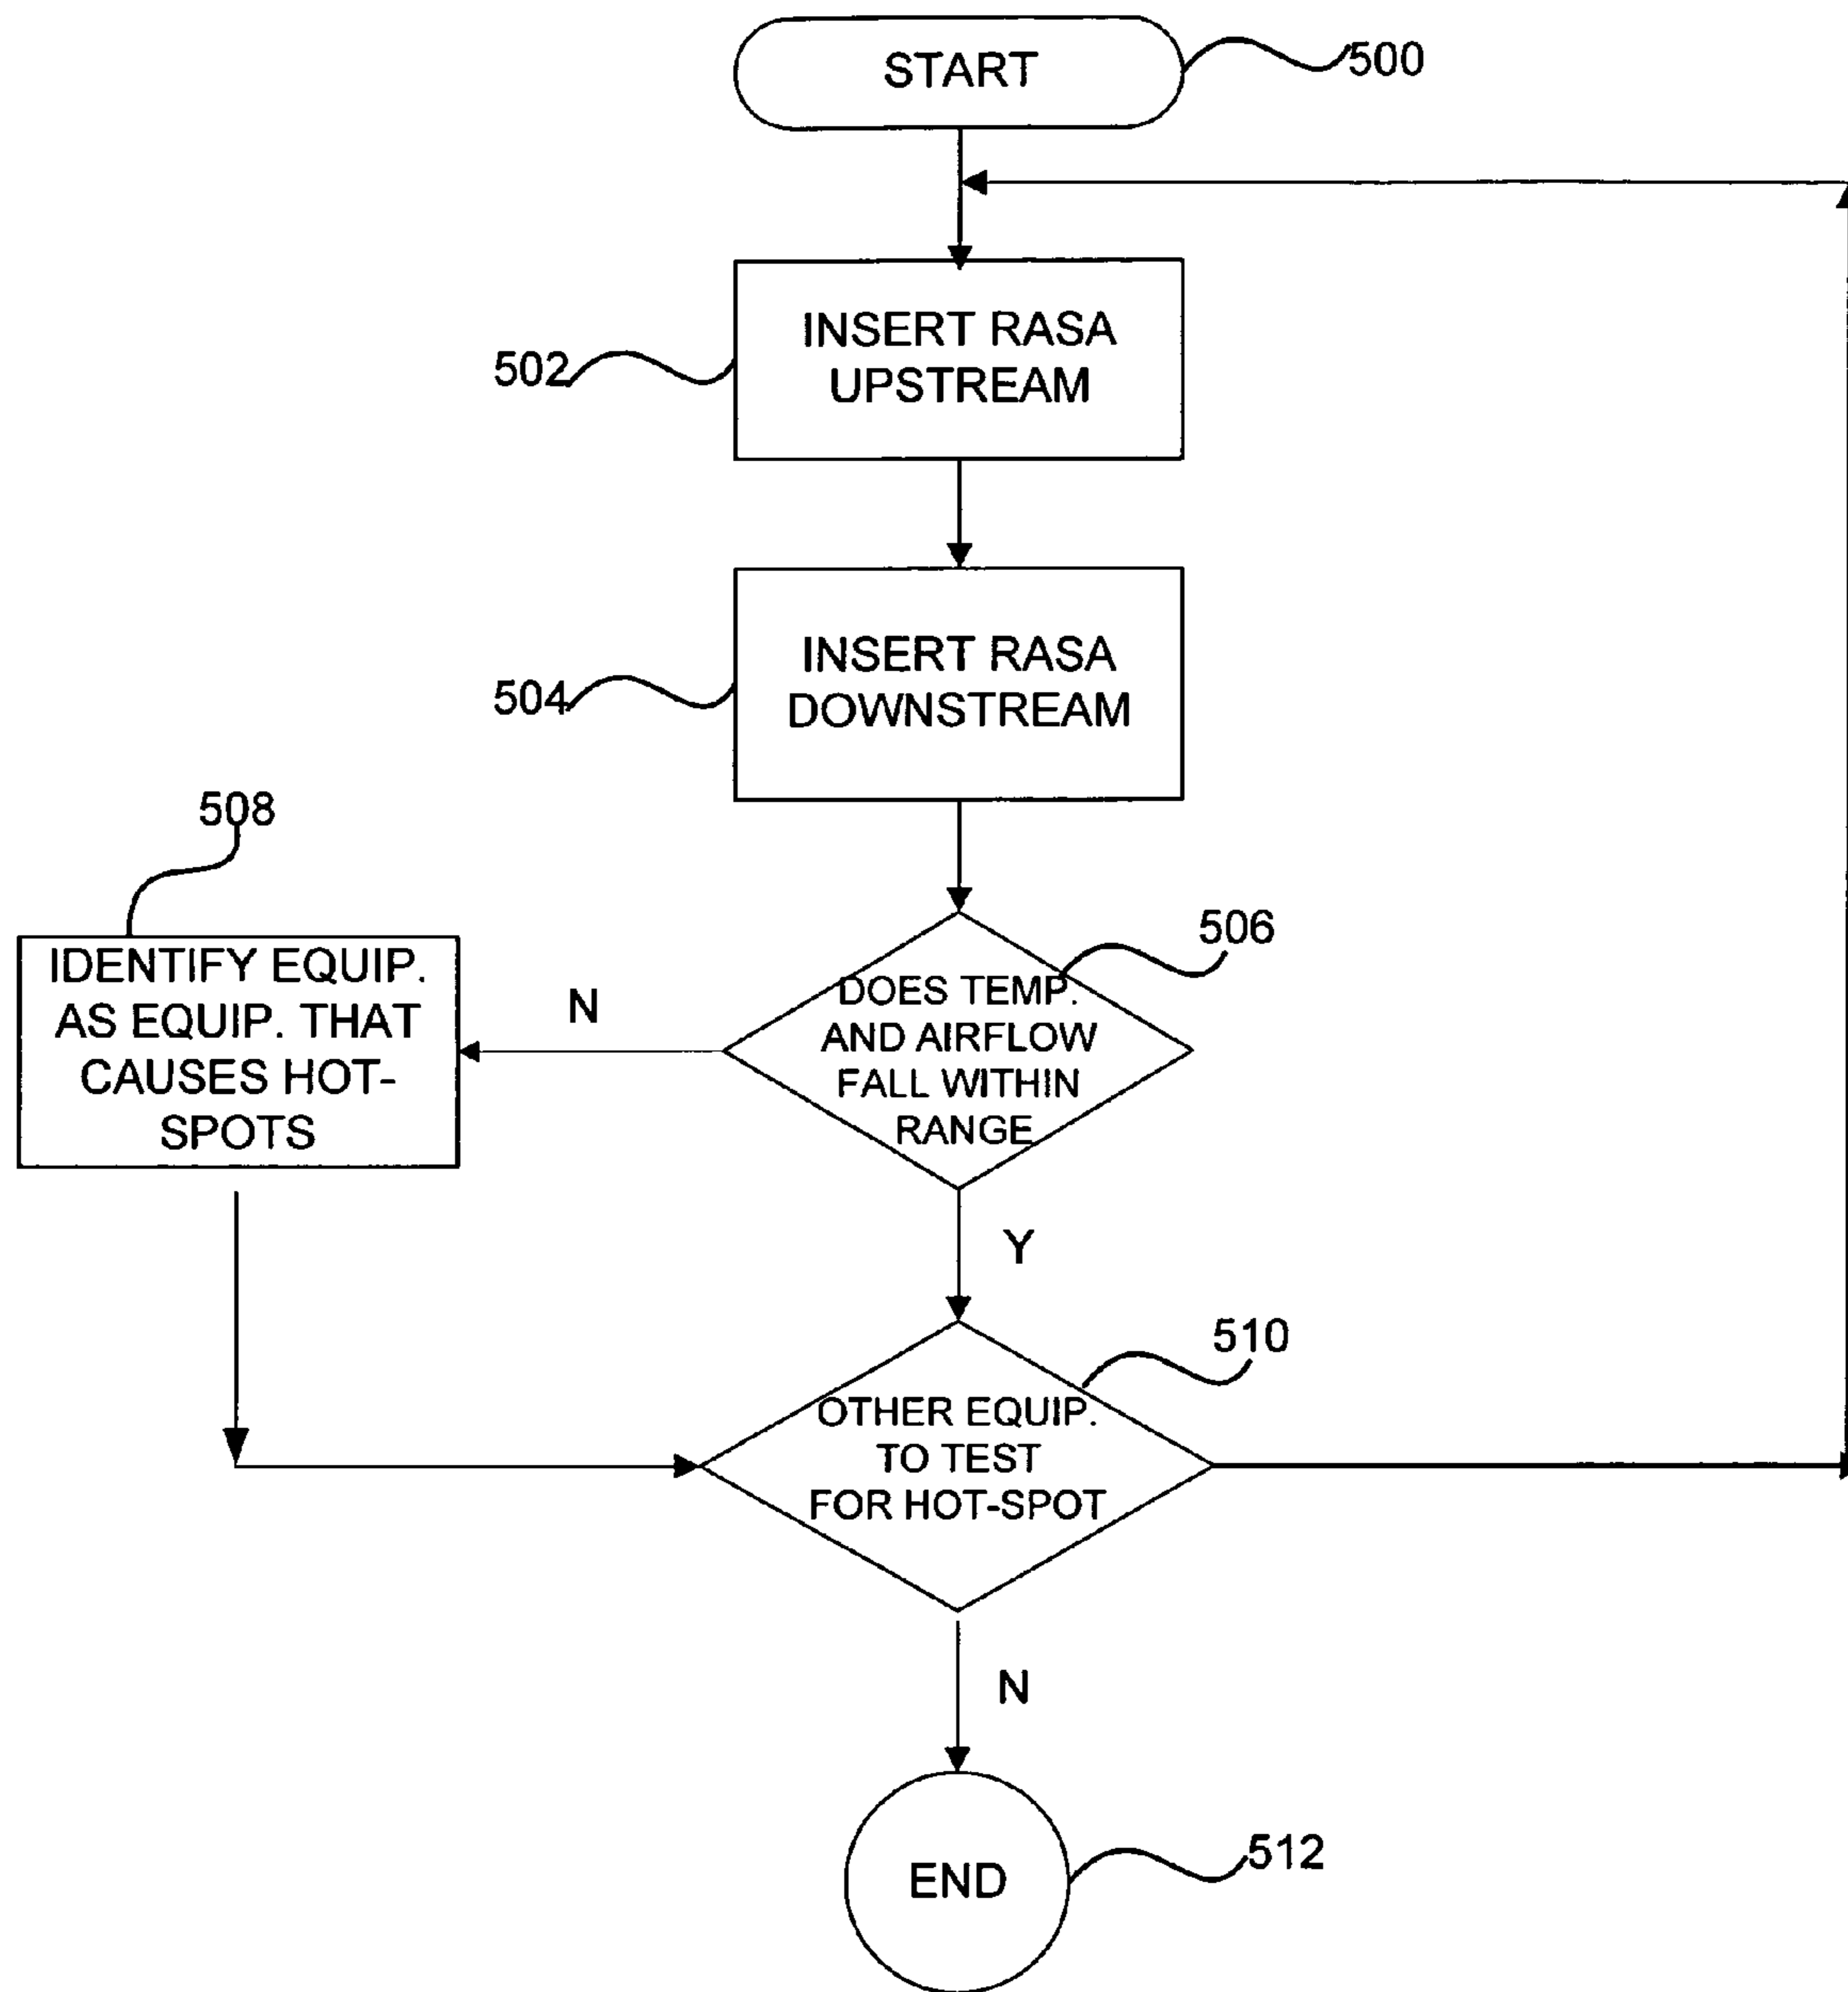 START
500
INSERT RASA
UPSTREAM
502
INSERT RASA
DOWNSTREAM
504
508
IDENTIFY EQUIP.
AS EQUIP. THAT
CAUSES HOT-
SPOTS
N
506
DOES TEMP.
AND AIRFLOW
FALL WITHIN
RANGE
Y
510
OTHER EQUIP.
TO TEST
FOR HOT-SPOT
N
END
512